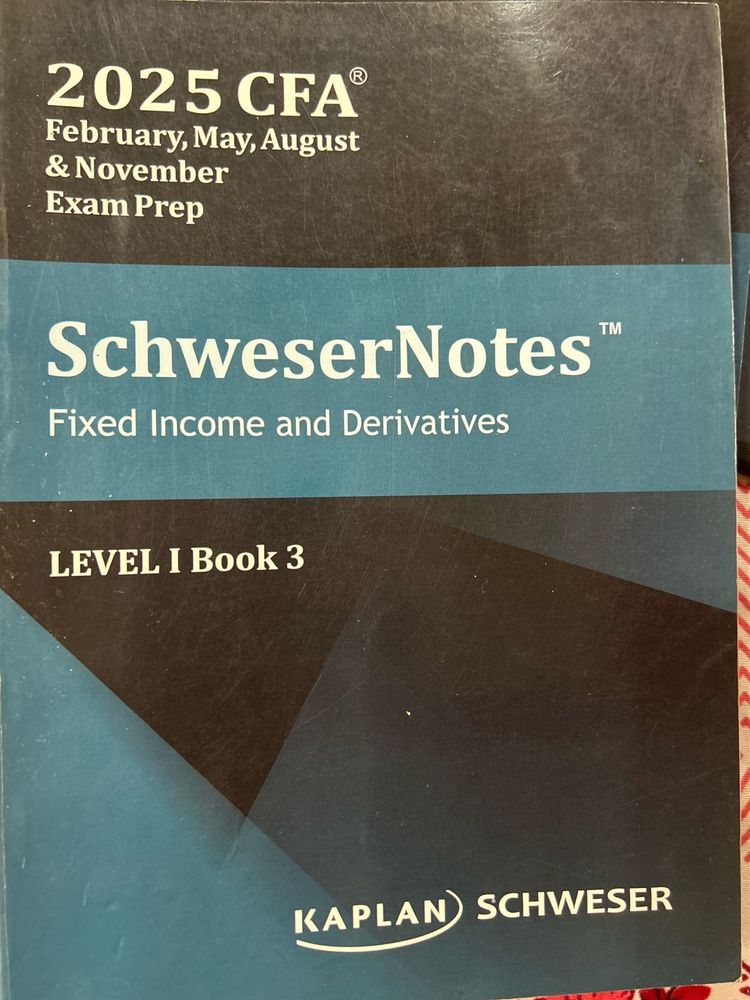 2025 CFA®
February, May, August
& November
Exam Prep
SchweserNotes™
Fixed Income and Derivatives
LEVEL I Book 3
KAPLAN SCHWESER